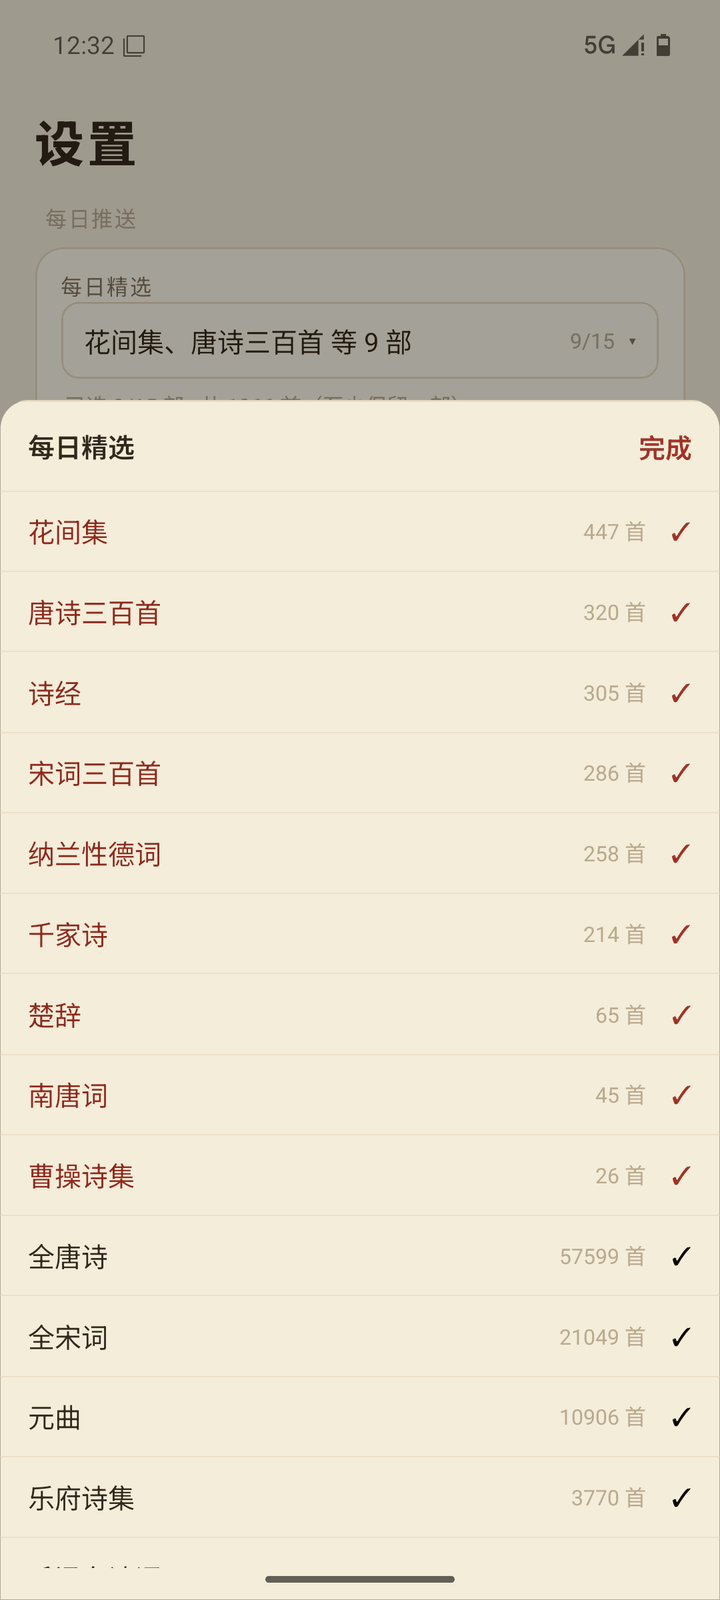 12:32
5G
设置
每日推送
每日精选
花间集、唐诗三百首 等 9 部 9/15 ▾
每日精选 完成
花间集 447 首 ✓
唐诗三百首 320 首 ✓
诗经 305 首 ✓
宋词三百首 286 首 ✓
纳兰性德词 258 首 ✓
千家诗 214 首 ✓
楚辞 65 首 ✓
南唐词 45 首 ✓
曹操诗集 26 首 ✓
全唐诗 57599 首 ✓
全宋词 21049 首 ✓
元曲 10906 首 ✓
乐府诗集 3770 首 ✓